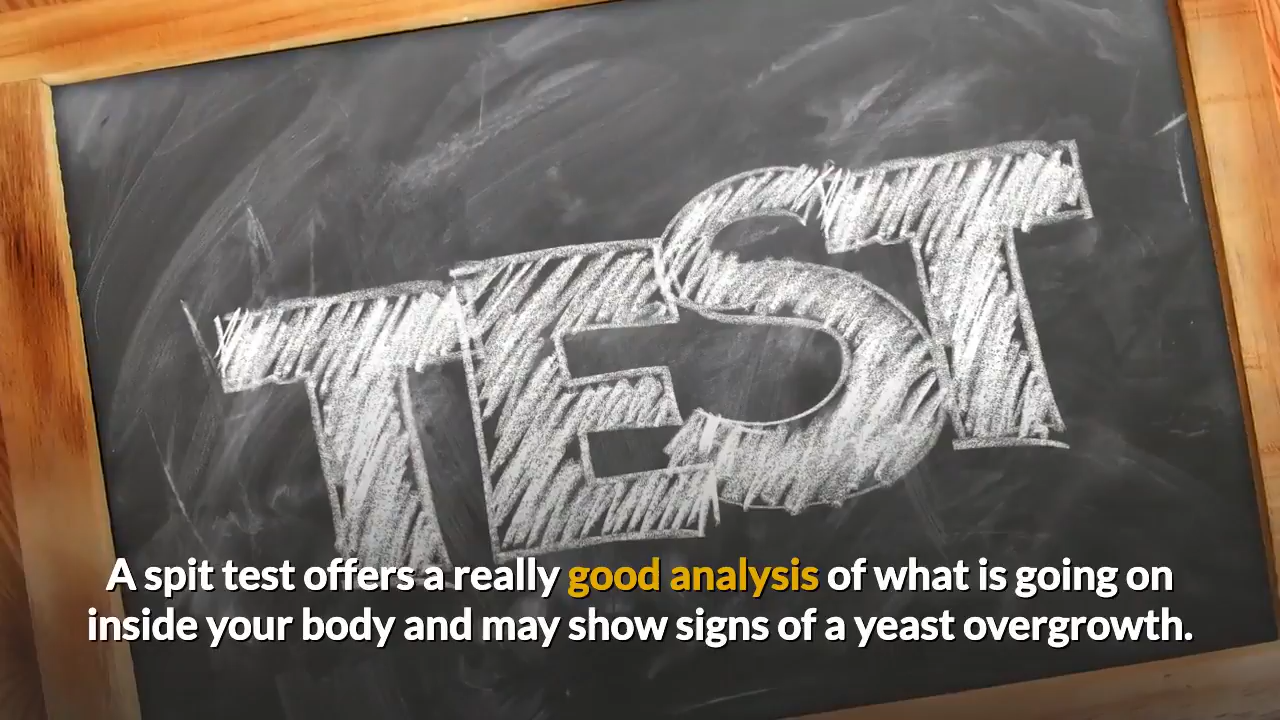 TEST
A spit test offers a really good analysis of what is going on
inside your body and may show signs of a yeast overgrowth.